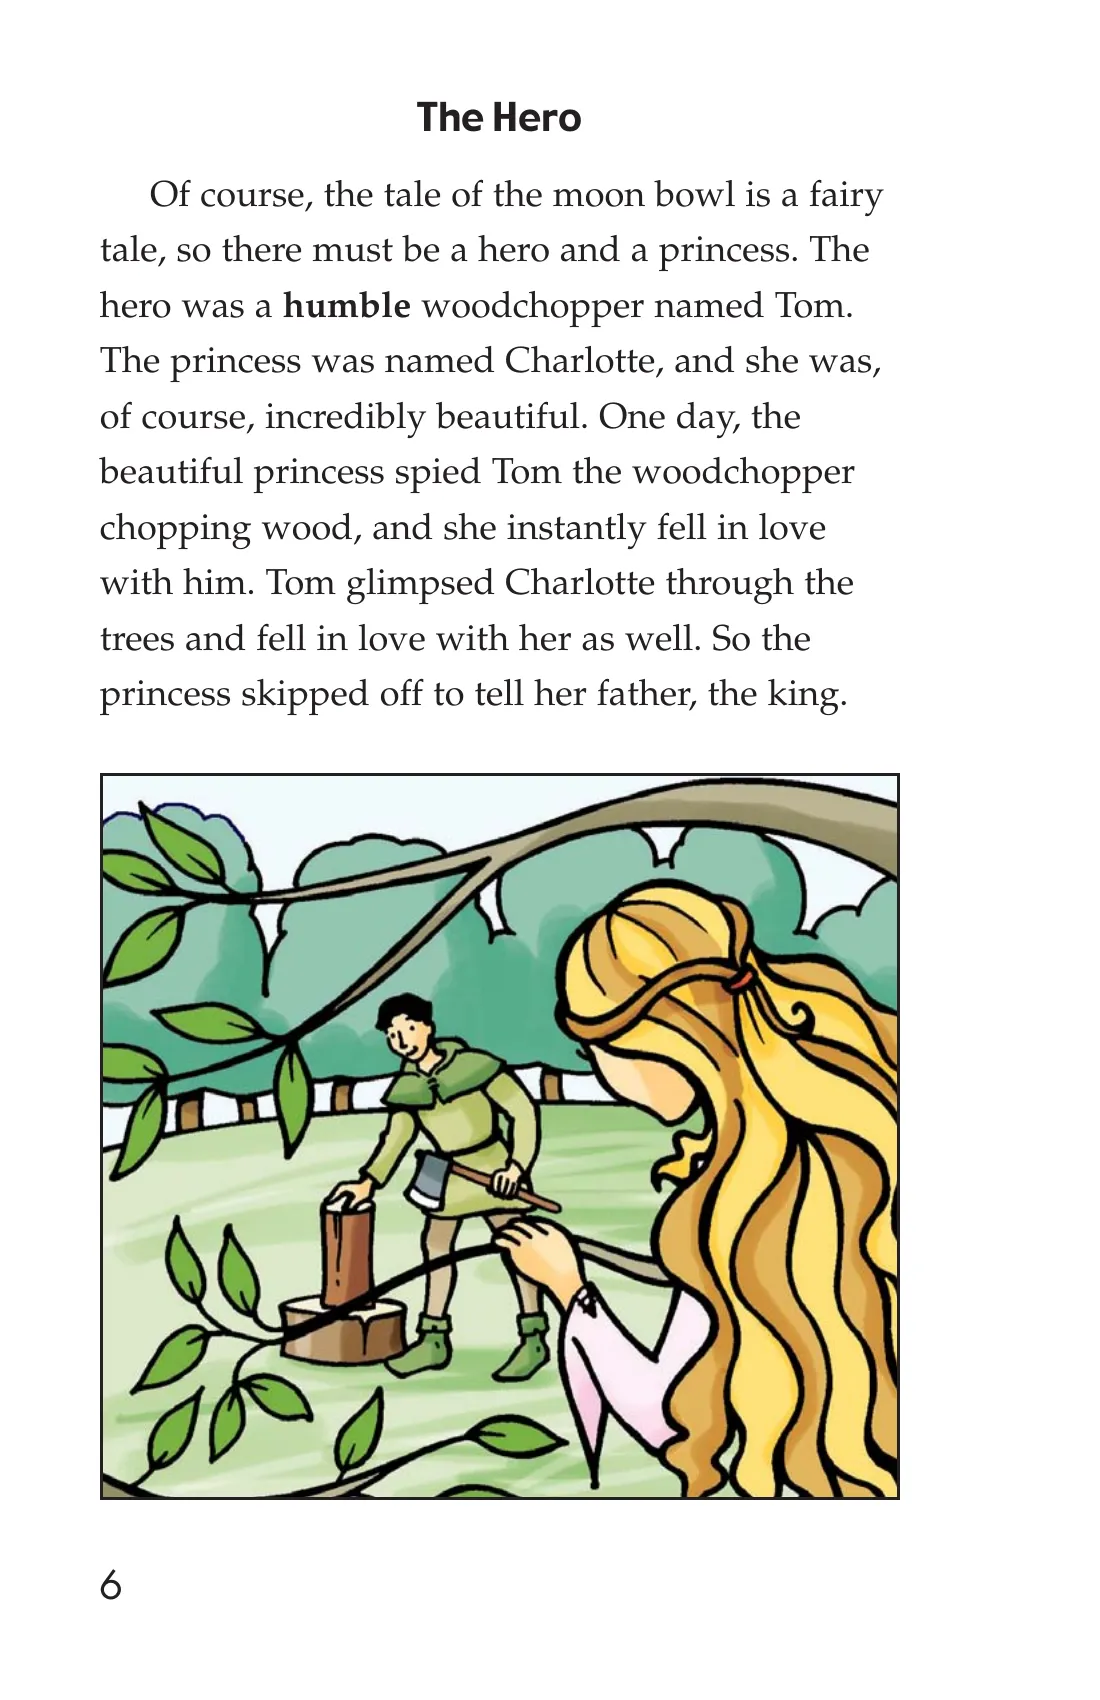 The Hero
Of course, the tale of the moon bowl is a fairy
tale, so there must be a hero and a princess. The
hero was a humble woodchopper named Tom.
The princess was named Charlotte, and she was,
of course, incredibly beautiful. One day, the
beautiful princess spied Tom the woodchopper
chopping wood, and she instantly fell in love
with him. Tom glimpsed Charlotte through the
trees and fell in love with her as well. So the
princess skipped off to tell her father, the king.
6